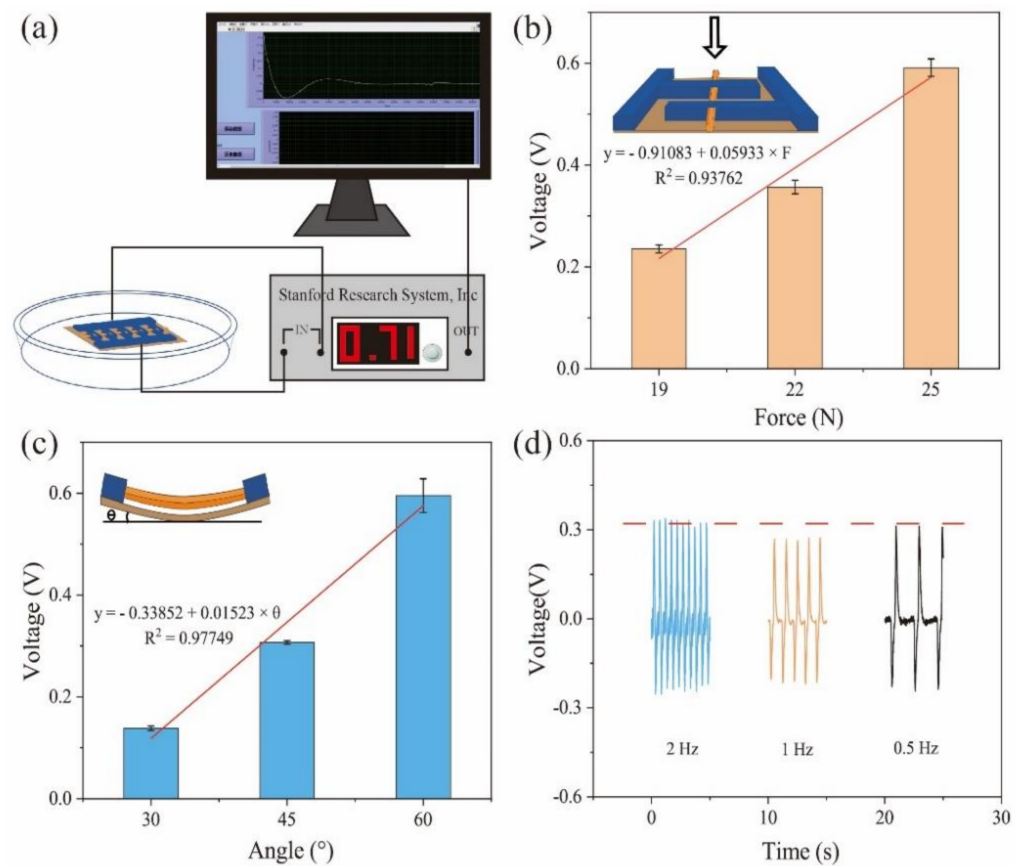 (a)
Stanford Research System, Inc
IN
OUT
0.71
(b)
Voltage (V)
0.6
0.4
0.2
0.0
y = - 0.91083 + 0.05933 × F
R² = 0.93762
19
22
25
Force (N)
(c)
Voltage (V)
0.6
0.4
0.2
0.0
θ
y = - 0.33852 + 0.01523 × θ
R² = 0.97749
30
45
60
Angle (°)
(d)
Voltage(V)
0.6
0.3
0.0
-0.3
-0.6
2 Hz
1 Hz
0.5 Hz
0
10
20
30
Time (s)